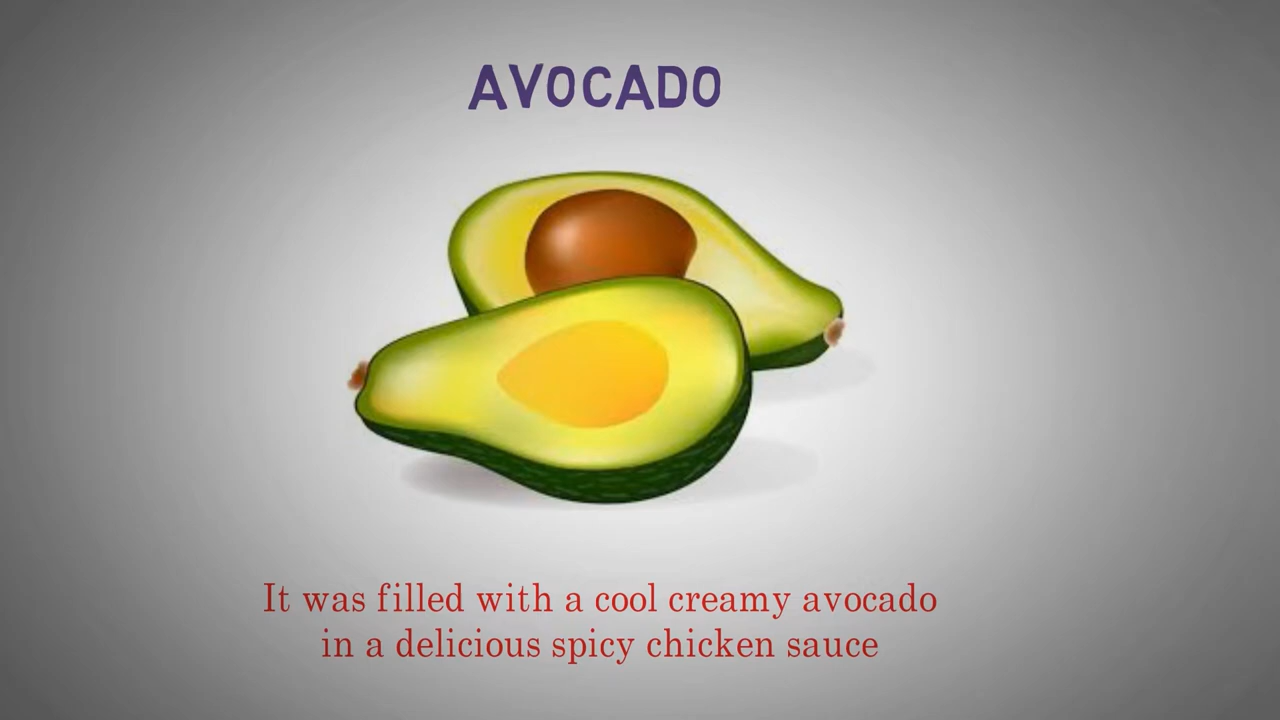 AVOCADO
It was filled with a cool creamy avocado
in a delicious spicy chicken sauce